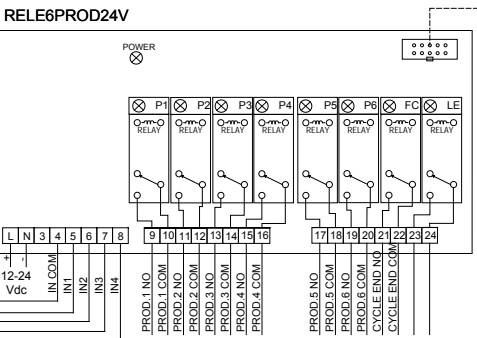 RELE6PROD24V
POWER
P1 P2 P3 P4 P5 P6 FC LE
RELAY RELAY RELAY RELAY RELAY RELAY RELAY RELAY
L N 3 4 5 6 7 8 9 10 11 12 13 14 15 16 17 18 19 20 21 22 23 24
+ -
12-24
Vdc
IN COM
IN1
IN2
IN3
IN4
PROD.1 NO
PROD.1 COM
PROD.2 NO
PROD.2 COM
PROD.3 NO
PROD.3 COM
PROD.4 NO
PROD.4 COM
PROD.5 NO
PROD.5 COM
PROD.6 NO
PROD.6 COM
CYCLE END NO
CYCLE END COM